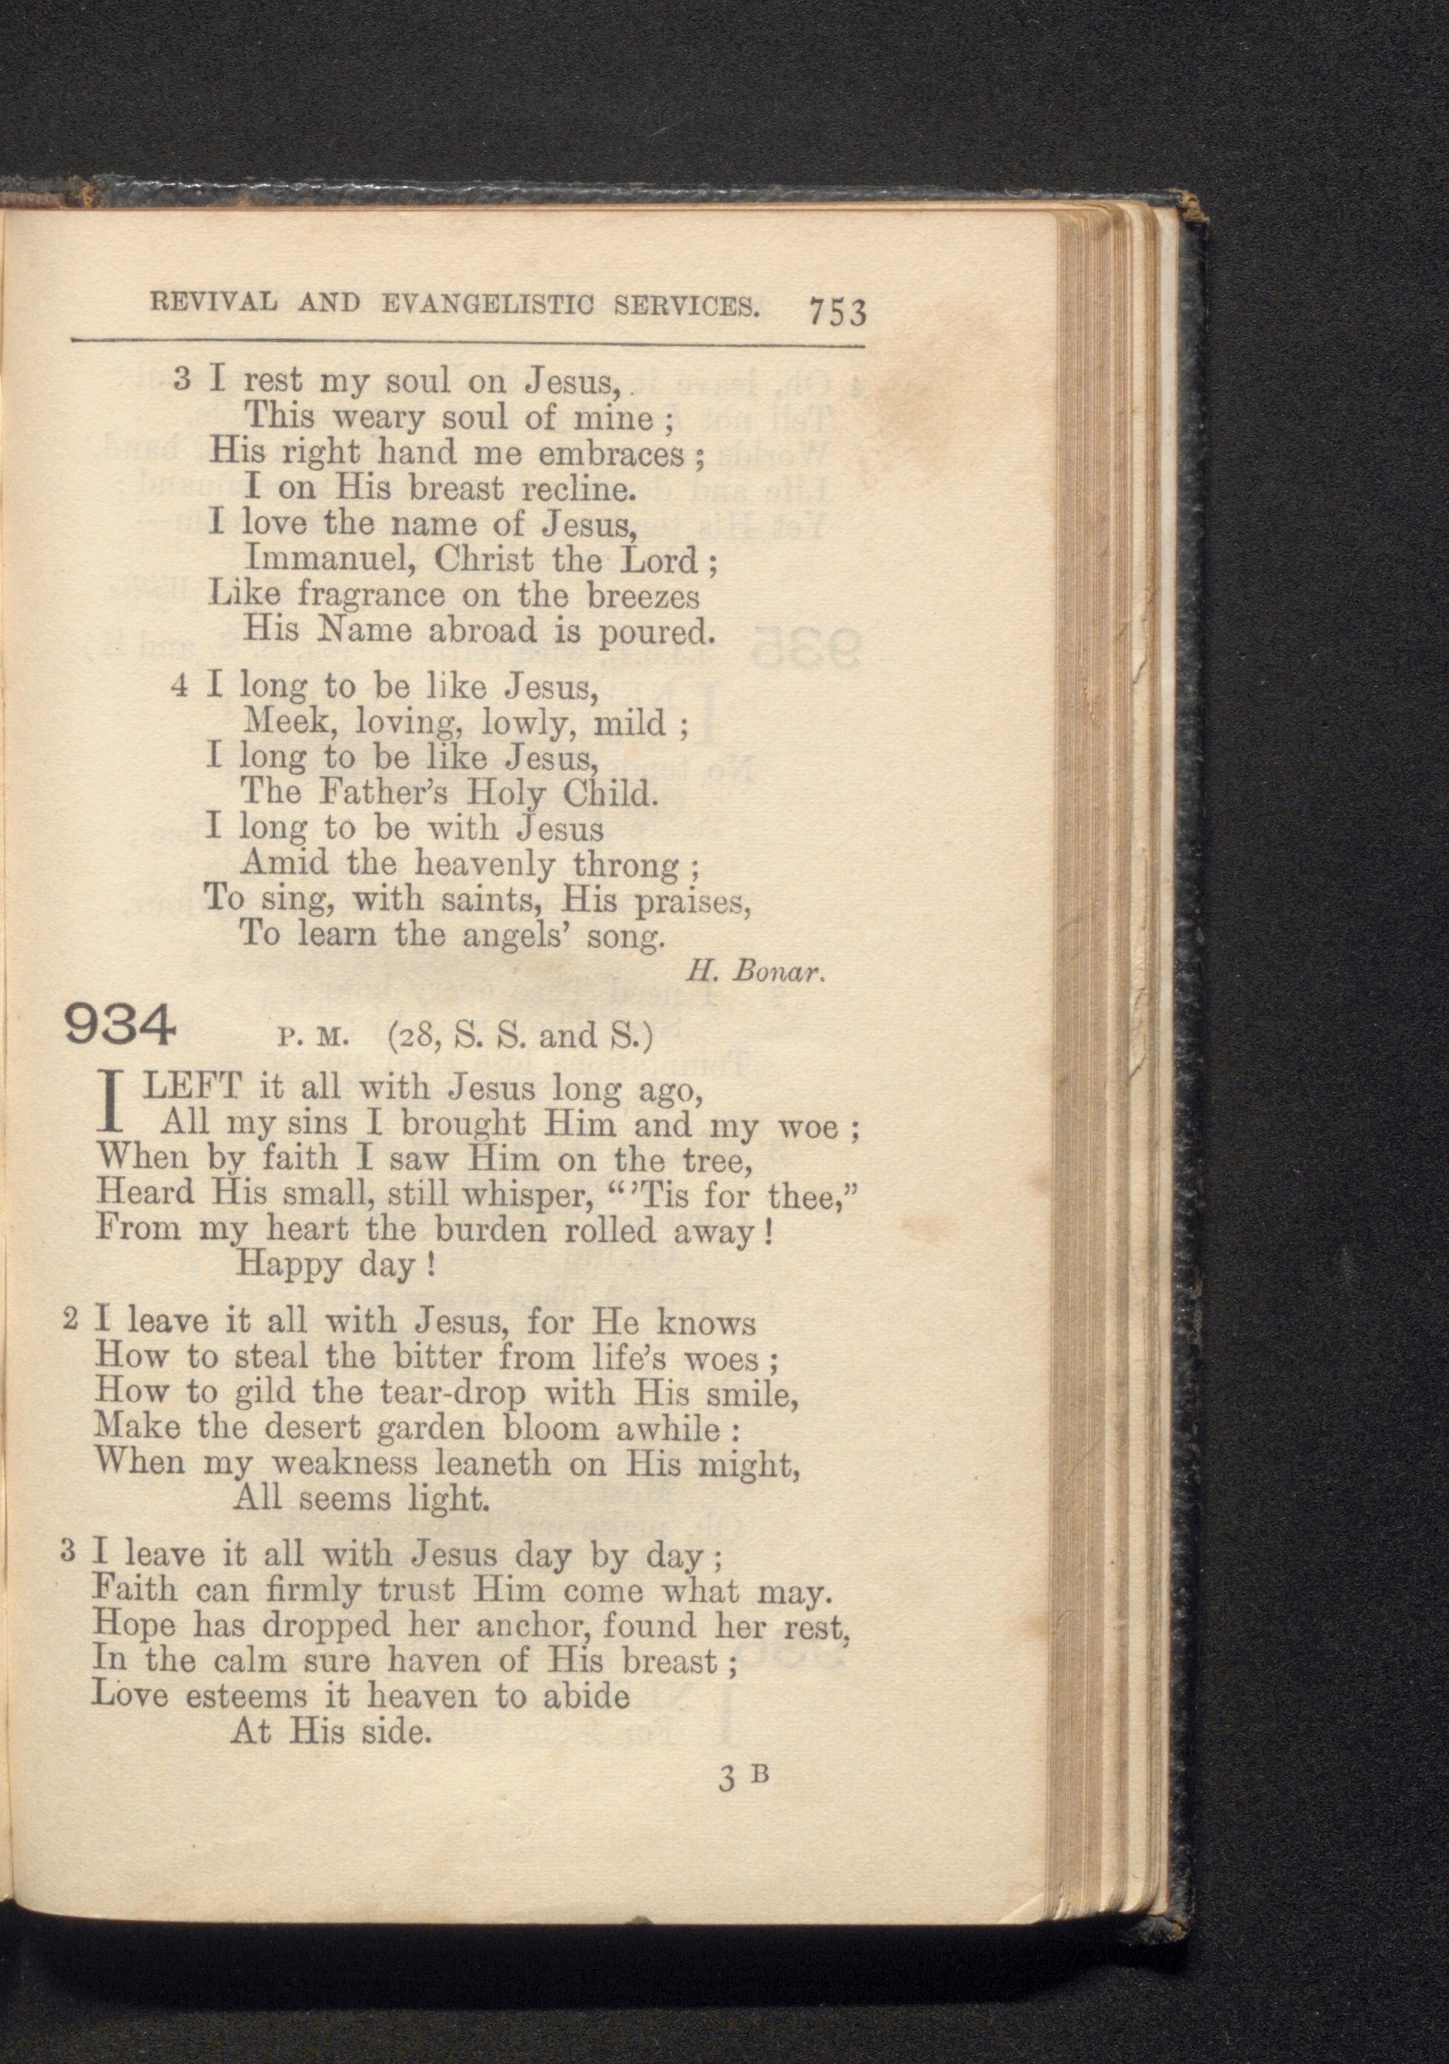 REVIVAL AND EVANGELISTIC SERVICES. 753
3 I rest my soul on Jesus,
This weary soul of mine ;
His right hand me embraces ;
I on His breast recline.
I love the name of Jesus,
Immanuel, Christ the Lord ;
Like fragrance on the breezes
His Name abroad is poured.
4 I long to be like Jesus,
Meek, loving, lowly, mild ;
I long to be like Jesus,
The Father's Holy Child.
I long to be with Jesus
Amid the heavenly throng ;
To sing, with saints, His praises,
To learn the angels' song.
H. Bonar.
934 P. M. (28, S. S. and S.)
I LEFT it all with Jesus long ago,
All my sins I brought Him and my woe ;
When by faith I saw Him on the tree,
Heard His small, still whisper, “'Tis for thee,”
From my heart the burden rolled away !
Happy day !
2 I leave it all with Jesus, for He knows
How to steal the bitter from life's woes ;
How to gild the tear-drop with His smile,
Make the desert garden bloom awhile :
When my weakness leaneth on His might,
All seems light.
3 I leave it all with Jesus day by day ;
Faith can firmly trust Him come what may.
Hope has dropped her anchor, found her rest,
In the calm sure haven of His breast ;
Love esteems it heaven to abide
At His side.
3 B